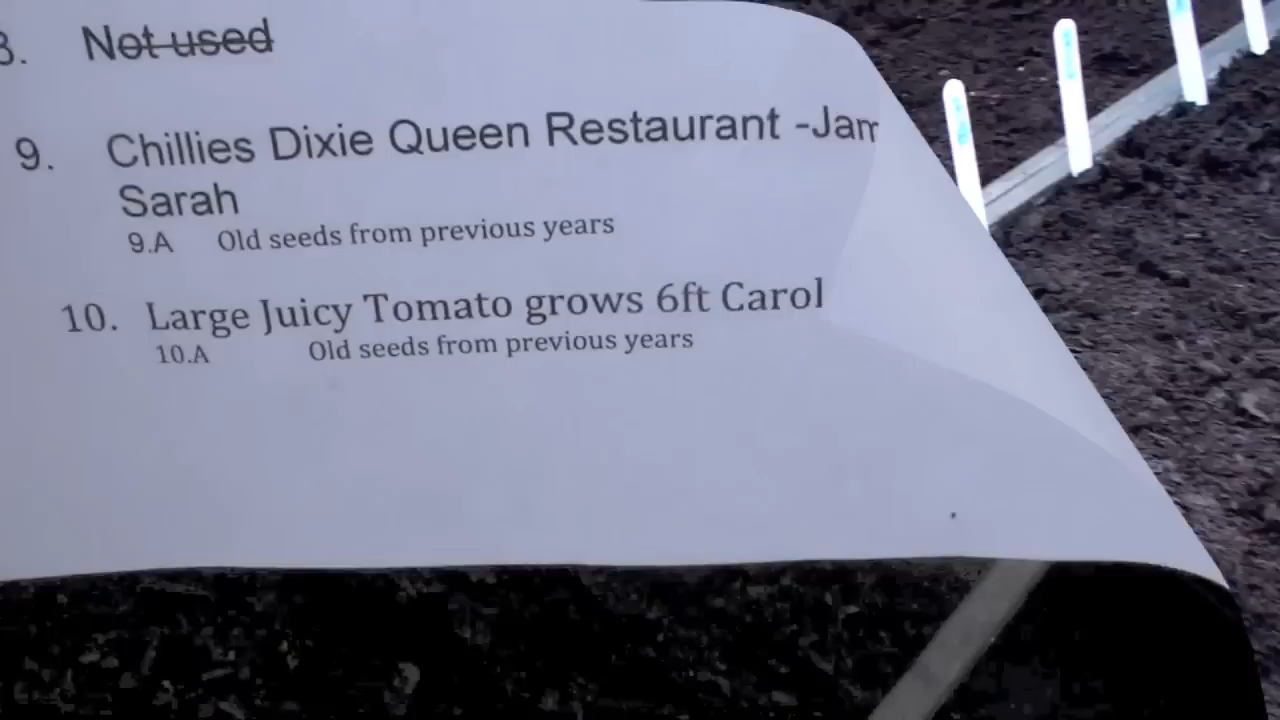 8. Not used
9. Chillies Dixie Queen Restaurant -Jam
Sarah
9.A Old seeds from previous years
10. Large Juicy Tomato grows 6ft Carol
10.A Old seeds from previous years